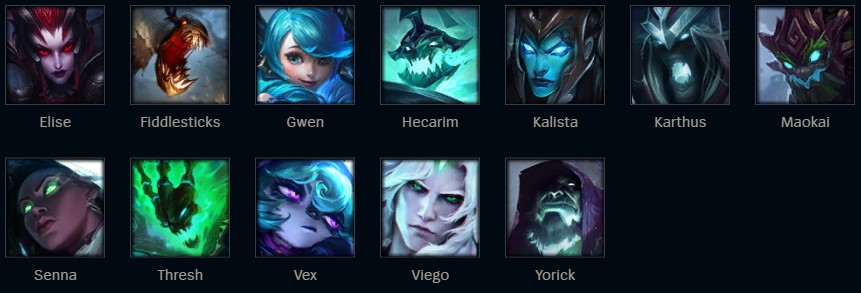 Elise Fiddlesticks Gwen Hecarim Kalista Karthus Maokai
Senna Thresh Vex Viego Yorick